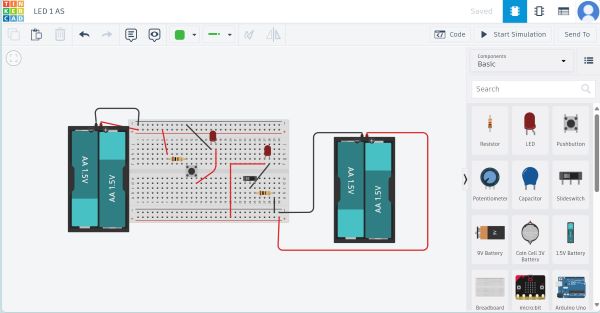 TIN
KER
CAD
LED 1 AS
Saved
Code
Start Simulation
Send To
Components
Basic
Search
Resistor
LED
Pushbutton
Potentiometer
Capacitor
Slideswitch
9V Battery
Coin Cell 3V
Battery
1.5V Battery
Breadboard
micro:bit
Arduino Uno
AA 1.5V
AA 1.5V
AA 1.5V
AA 1.5V